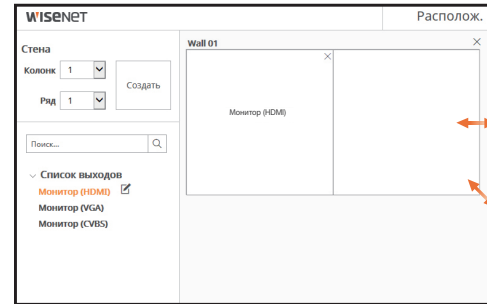 WISENET
Располож.
Стена
Колонк 1
Создать
Ряд 1
Поиск...
Список выходов
Монитор (HDMI)
Монитор (VGA)
Монитор (CVBS)
Wall 01
Монитор (HDMI)